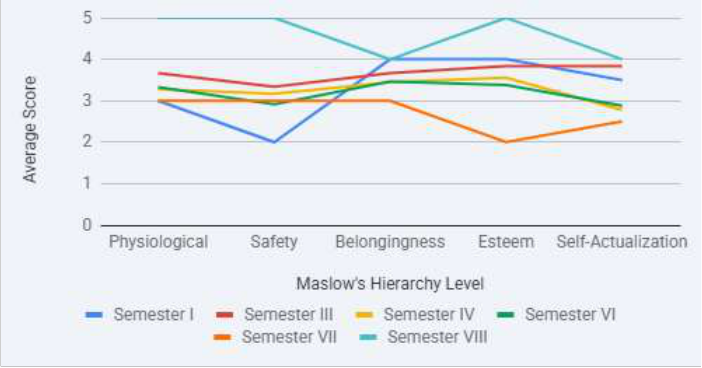 5
4
3
2
1
0
Average Score
Physiological Safety Belongingness Esteem Self-Actualization
Maslow's Hierarchy Level
Semester I Semester III Semester IV Semester VI
Semester VII Semester VIII